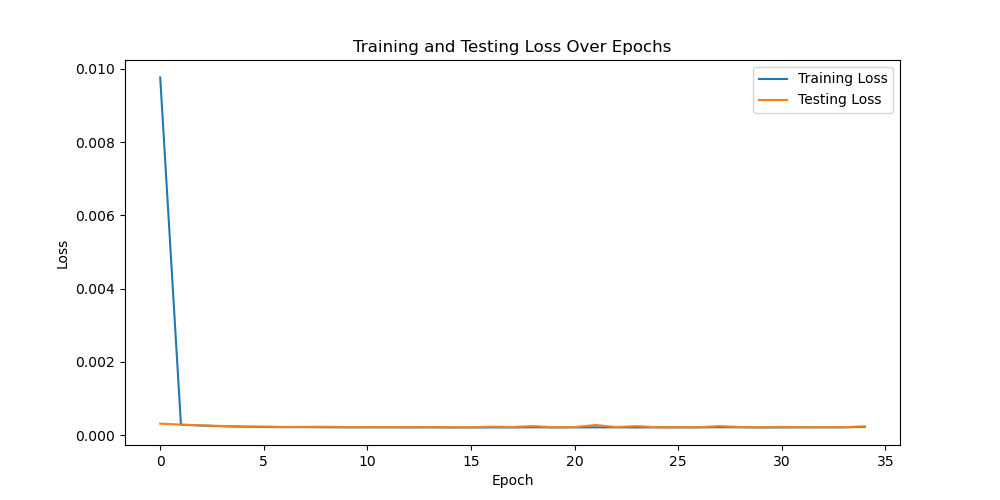 Training and Testing Loss Over Epochs
Training Loss
Testing Loss
0.010
0.008
0.006
0.004
0.002
0.000
Loss
0 5 10 15 20 25 30 35
Epoch